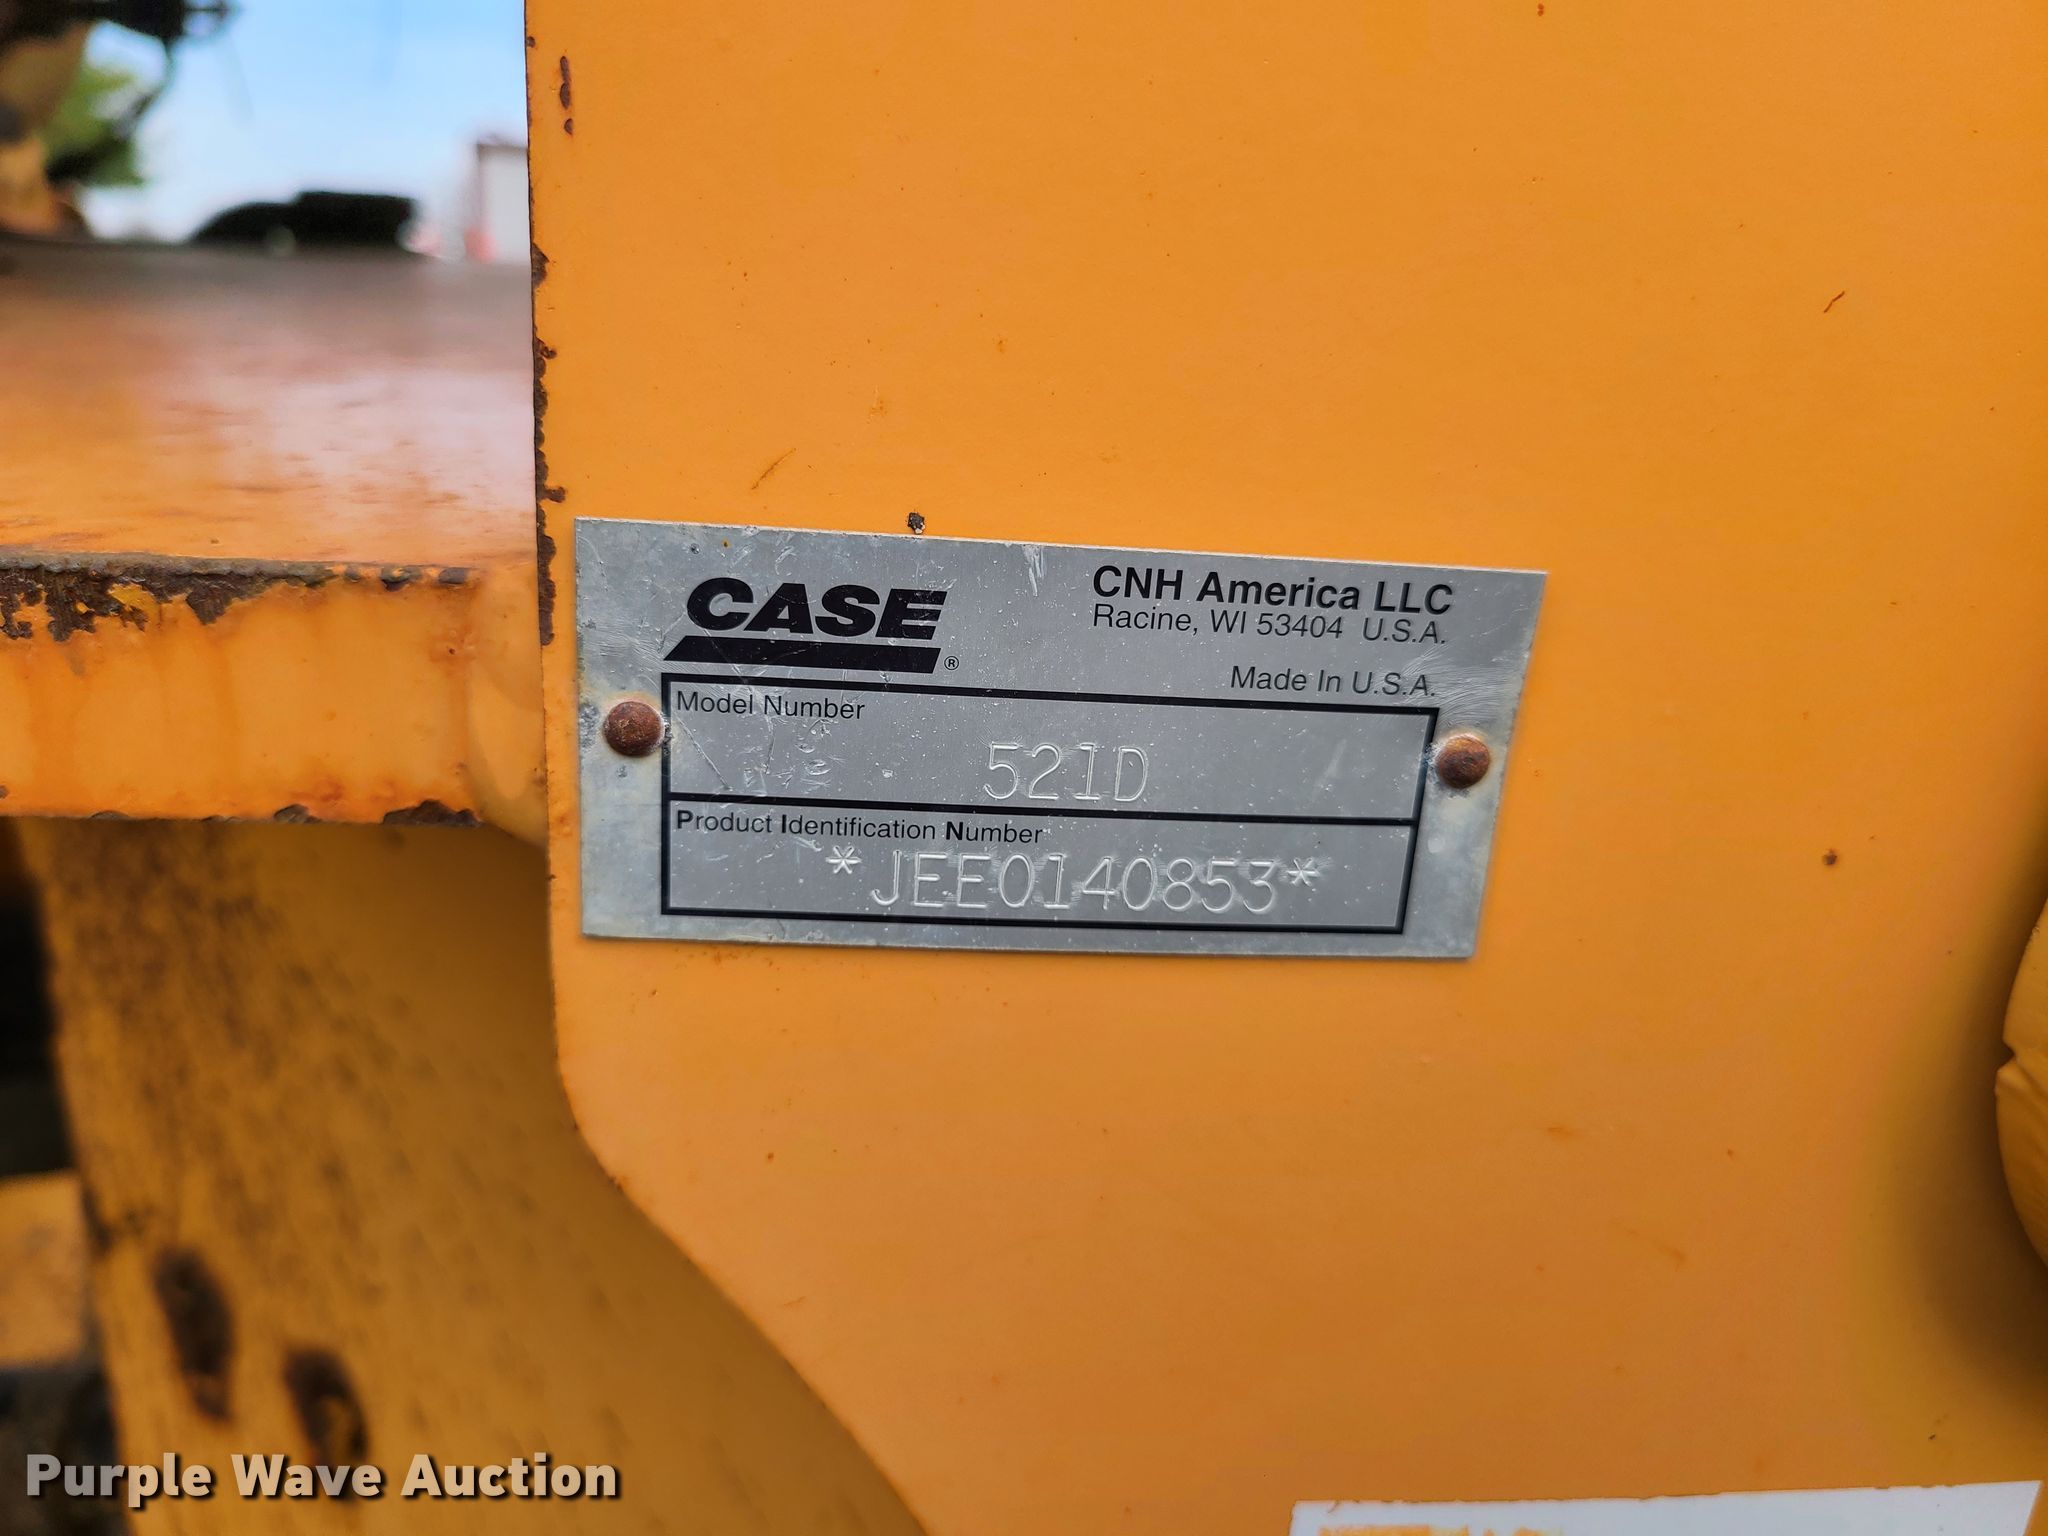 CASE®
CNH America LLC
Racine, WI 53404 U.S.A.
Made In U.S.A.
Model Number
521D
Product Identification Number
*JEE0140853*
Purple Wave Auction